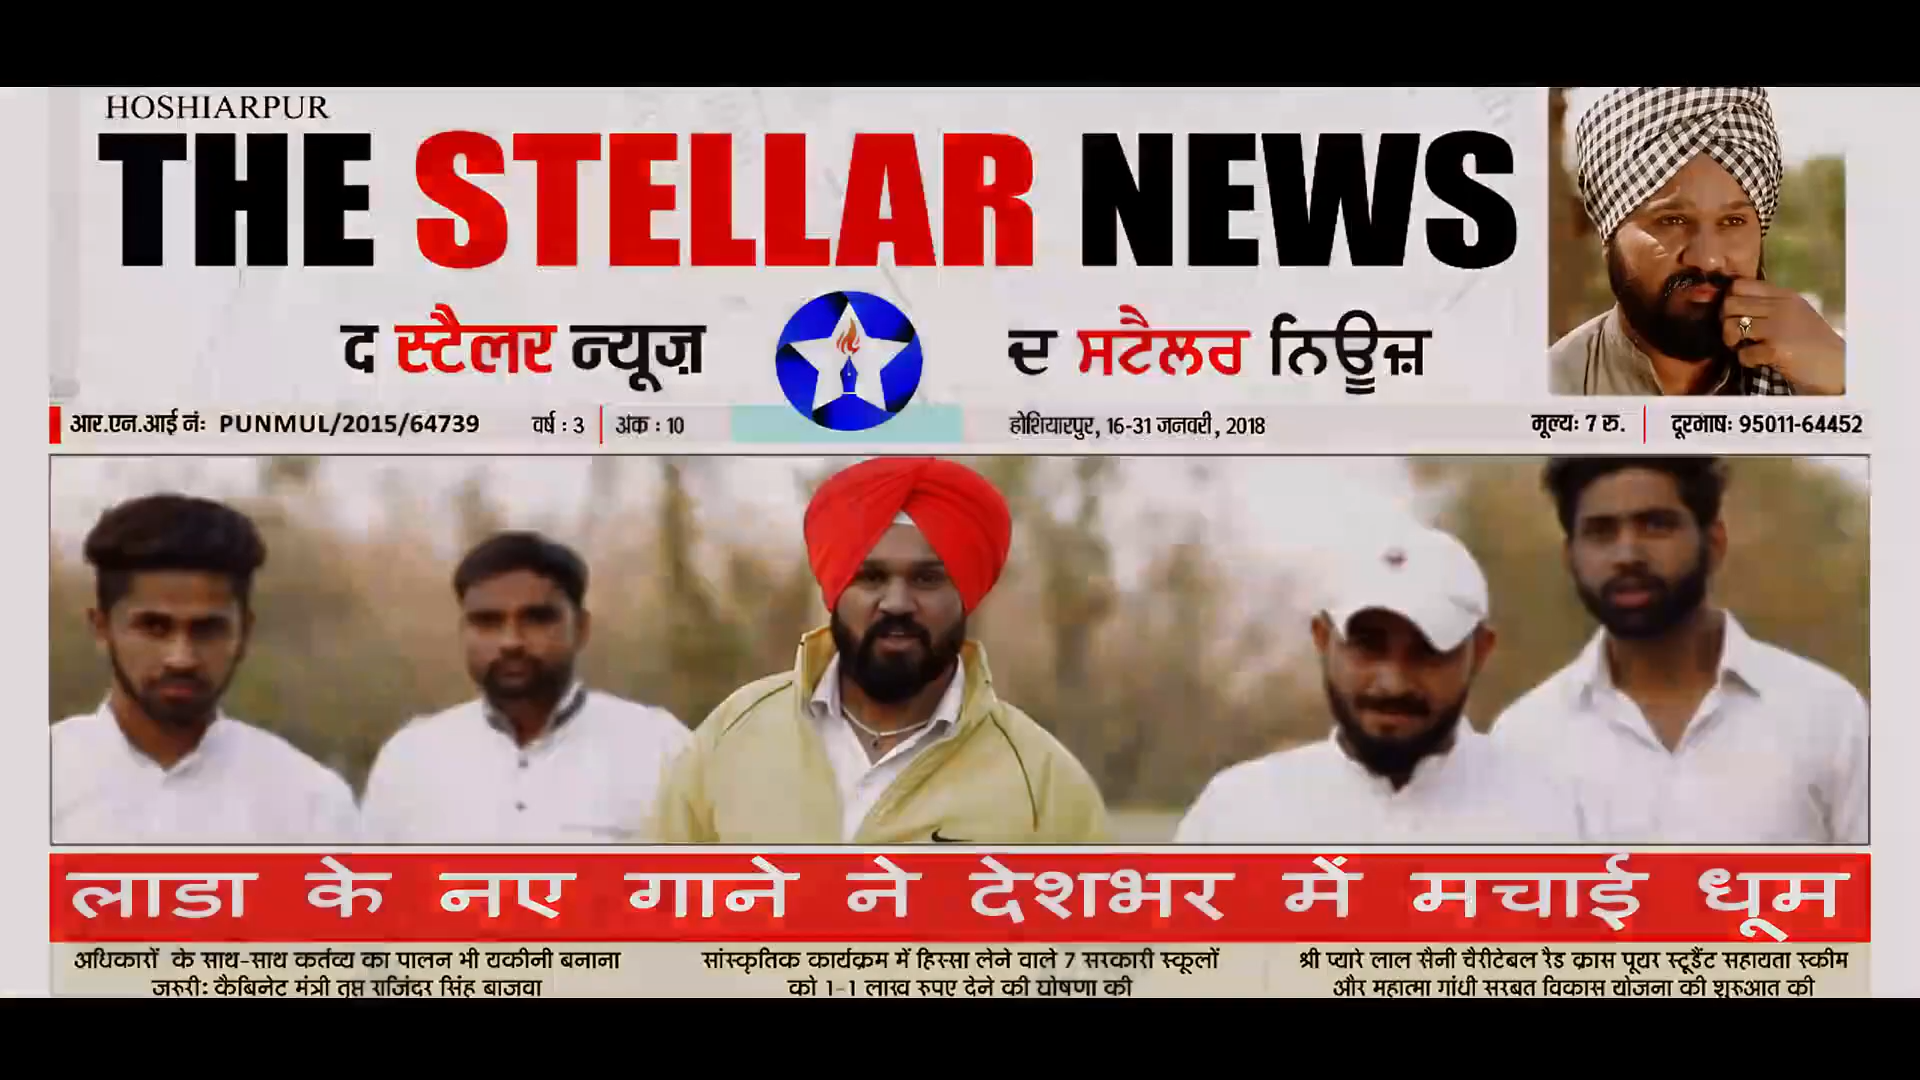 HOSHIARPUR
THE STELLAR NEWS
द स्टैलर न्यूज़
ਦ ਸਟੈਲਰ ਨਿਊਜ਼
आर.एन.आई नंः PUNMUL/2015/64739 वर्ष : 3 अंक : 10 होशियारपुर, 16-31 जनवरी, 2018 मूल्यः 7 रु. दूरभाषः 95011-64452
लाडा के नए गाने ने देशभर में मचाई धूम
अधिकारों के साथ-साथ कर्तव्य का पालन भी यकीनी बनाना
जरुरीः कैबिनेट मंत्री तृप्त राजिंदर सिंह बाजवा
सांस्कृतिक कार्यक्रम में हिस्सा लेने वाले 7 सरकारी स्कूलों
को 1-1 लाख रुपए देने की घोषणा की
श्री प्यारे लाल सैनी चैरीटेबल रैड क्रास पूयर स्टूडैंट सहायता स्कीम
और महात्मा गांधी सरबत विकास योजना की शुरुआत की